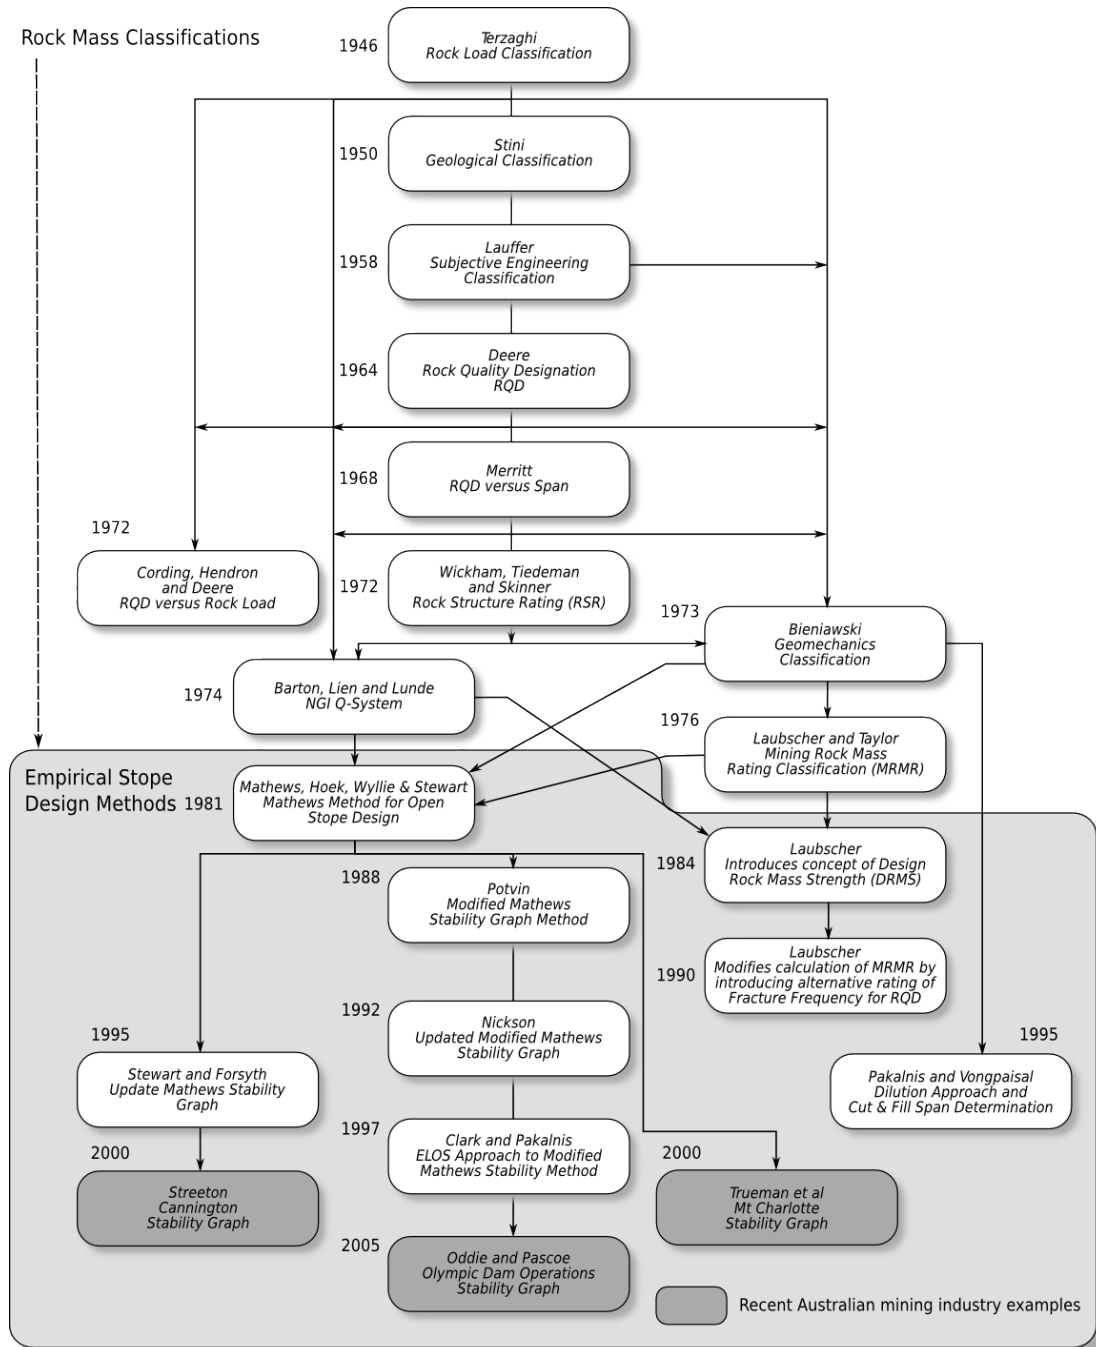 Rock Mass Classifications
1946
Terzaghi
Rock Load Classification
1950
Stini
Geological Classification
1958
Lauffer
Subjective Engineering
Classification
1964
Deere
Rock Quality Designation
RQD
1968
Merritt
RQD versus Span
1972
Cording, Hendron
and Deere
RQD versus Rock Load
1972
Wickham, Tiedeman
and Skinner
Rock Structure Rating (RSR)
1973
Bieniawski
Geomechanics
Classification
1974
Barton, Lien and Lunde
NGI Q-System
1976
Laubscher and Taylor
Mining Rock Mass
Rating Classification (MRMR)
Empirical Stope
Design Methods
1981
Mathews, Hoek, Wyllie & Stewart
Mathews Method for Open
Stope Design
1984
Laubscher
Introduces concept of Design
Rock Mass Strength (DRMS)
1988
Potvin
Modified Mathews
Stability Graph Method
1990
Laubscher
Modifies calculation of MRMR by
introducing alternative rating of
Fracture Frequency for RQD
1992
Nickson
Updated Modified Mathews
Stability Graph
1995
Stewart and Forsyth
Update Mathews Stability
Graph
1995
Pakalnis and Vongpaisal
Dilution Approach and
Cut & Fill Span Determination
1997
Clark and Pakalnis
ELOS Approach to Modified
Mathews Stability Method
2000
Streeton
Cannington
Stability Graph
2000
Trueman et al
Mt Charlotte
Stability Graph
2005
Oddie and Pascoe
Olympic Dam Operations
Stability Graph
Recent Australian mining industry examples